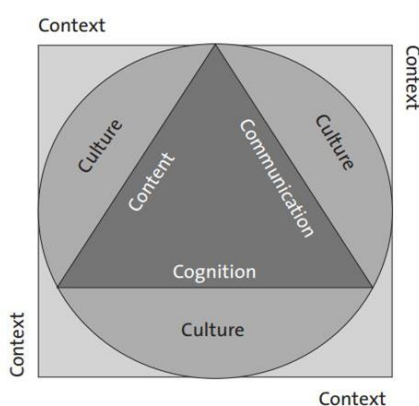 Context
Context
Culture
Content
Communication
Culture
Cognition
Culture
Context
Context